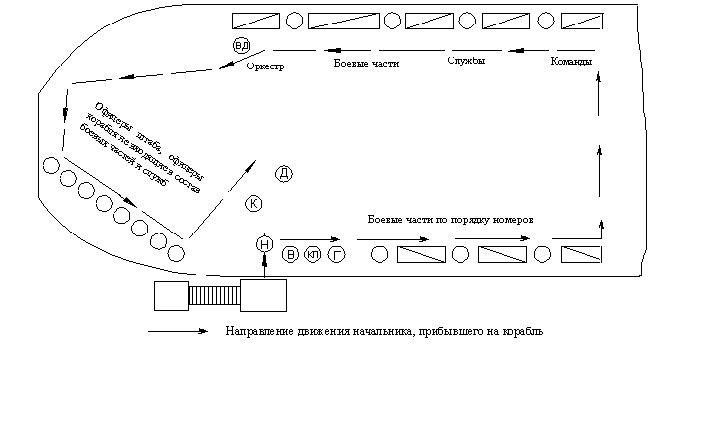 ВД
Оркестр
Боевые части
Службы
Команды
Офицеры штаба, офицеры
корабля не входящие в состав
боевых частей и служб
Д
К
Боевые части по порядку номеров
Н
В
КП
Г
Направление движения начальника, прибывшего на корабль